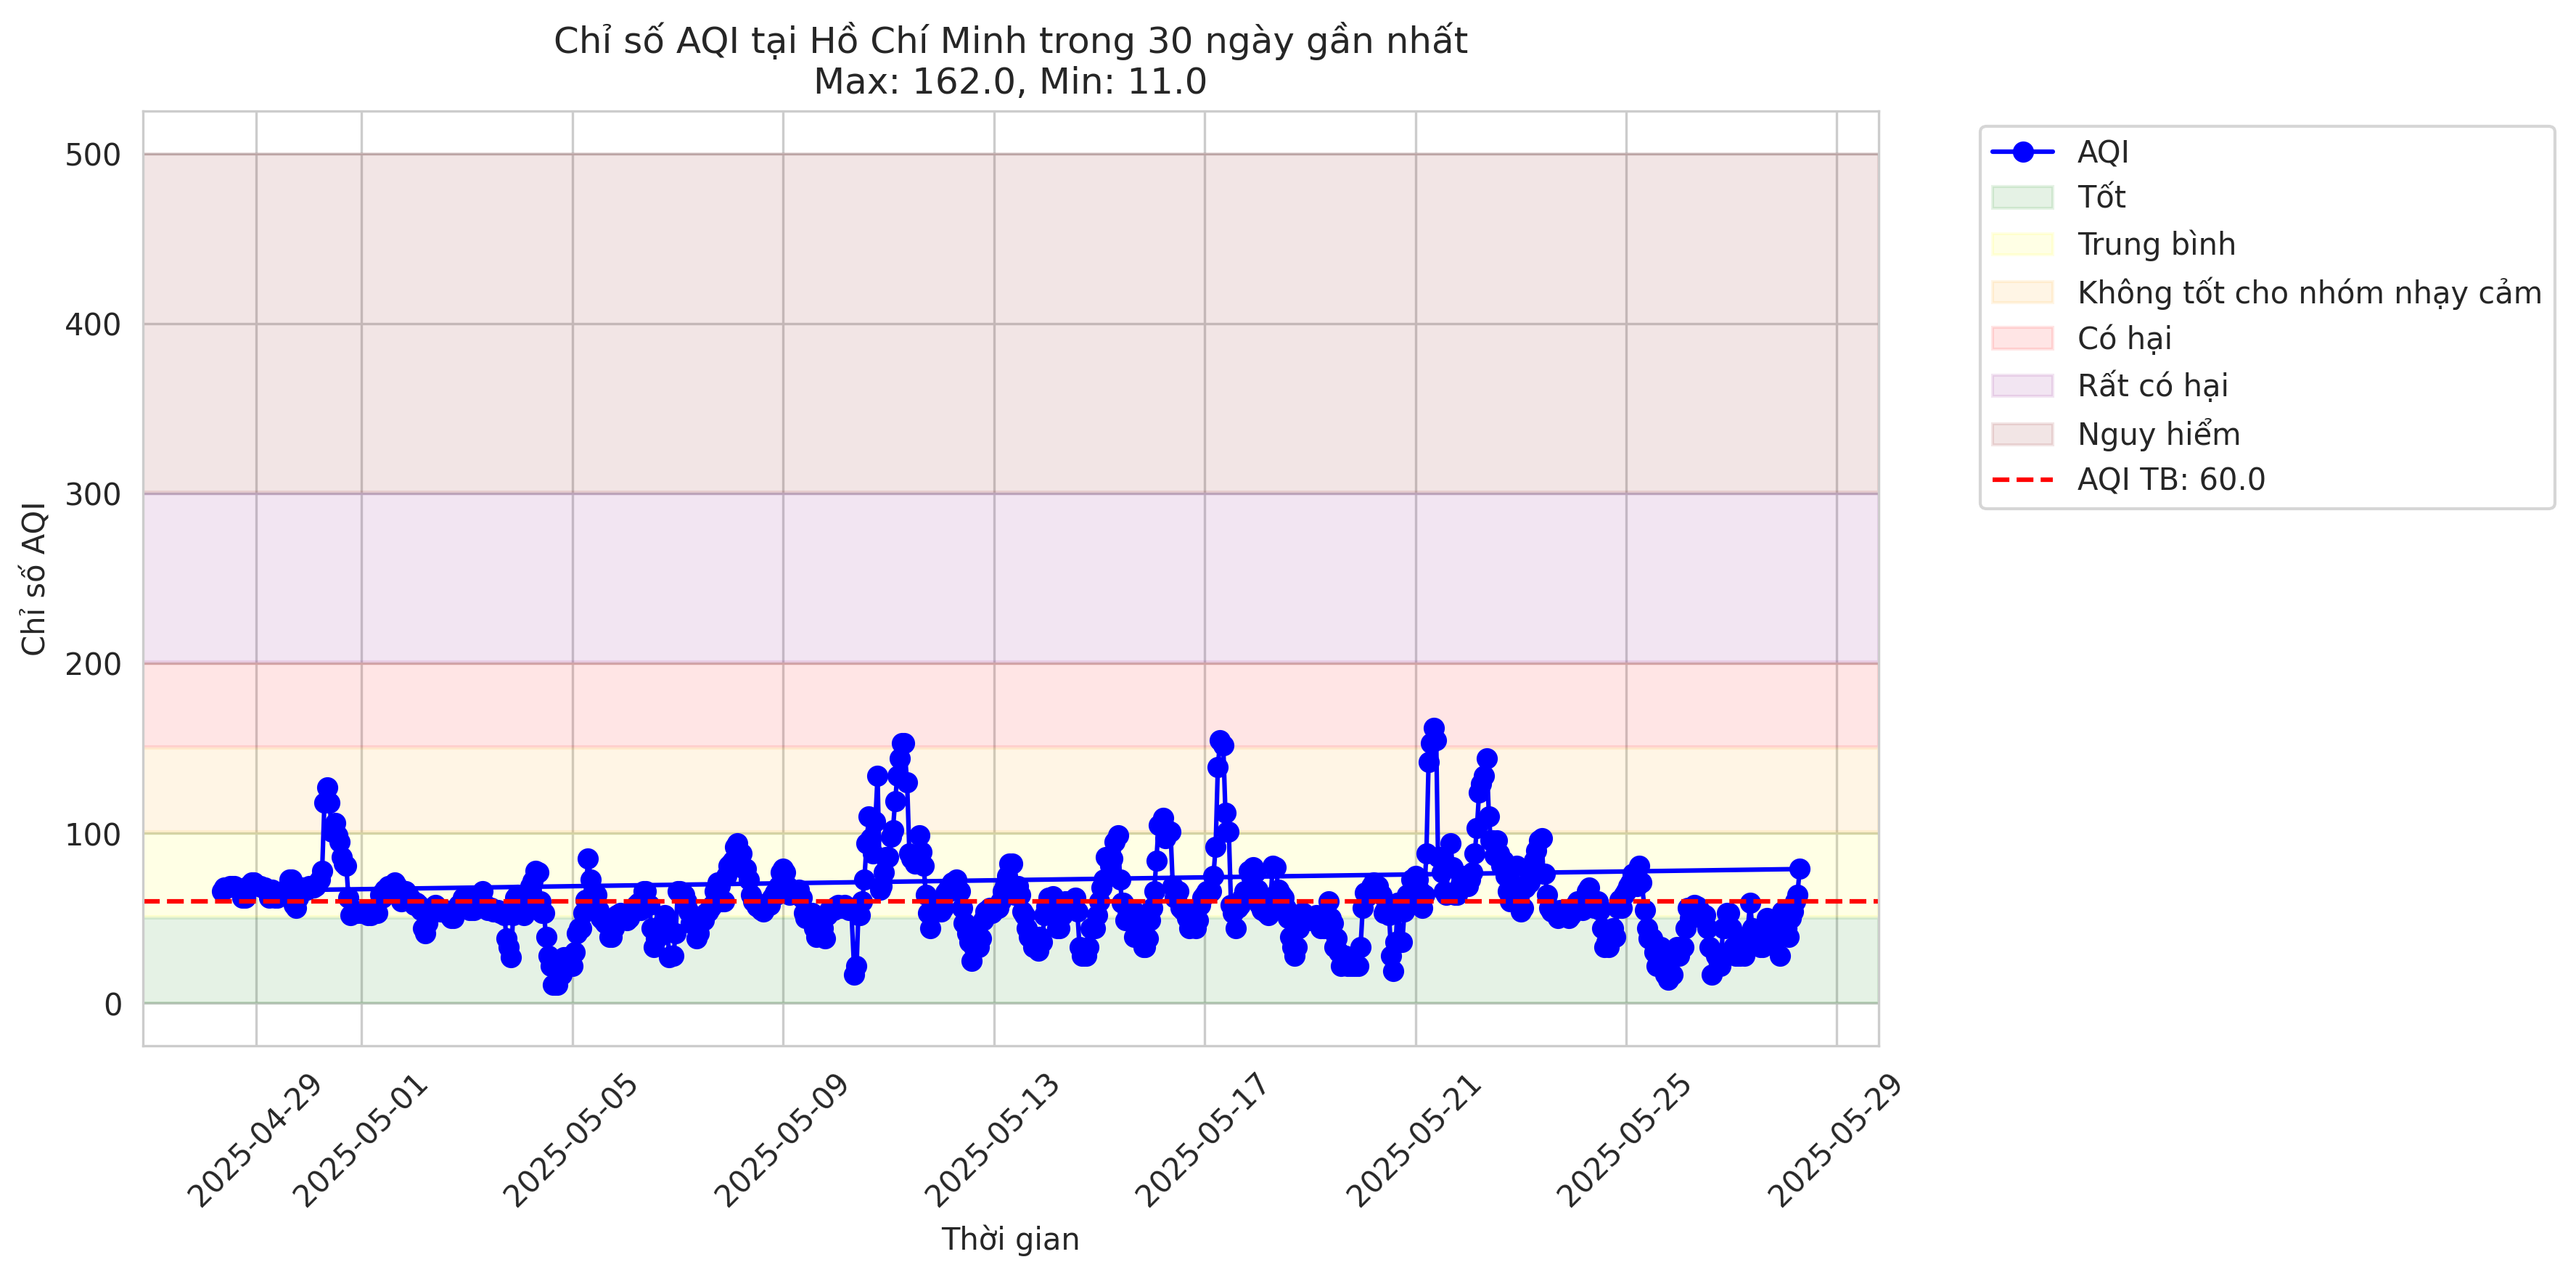 Chỉ số AQI tại Hồ Chí Minh trong 30 ngày gần nhất
Max: 162.0, Min: 11.0
Chỉ số AQI
500
400
300
200
100
0
2025-04-29
2025-05-01
2025-05-05
2025-05-09
2025-05-13
2025-05-17
2025-05-21
2025-05-25
2025-05-29
Thời gian
AQI
Tốt
Trung bình
Không tốt cho nhóm nhạy cảm
Có hại
Rất có hại
Nguy hiểm
AQI TB: 60.0